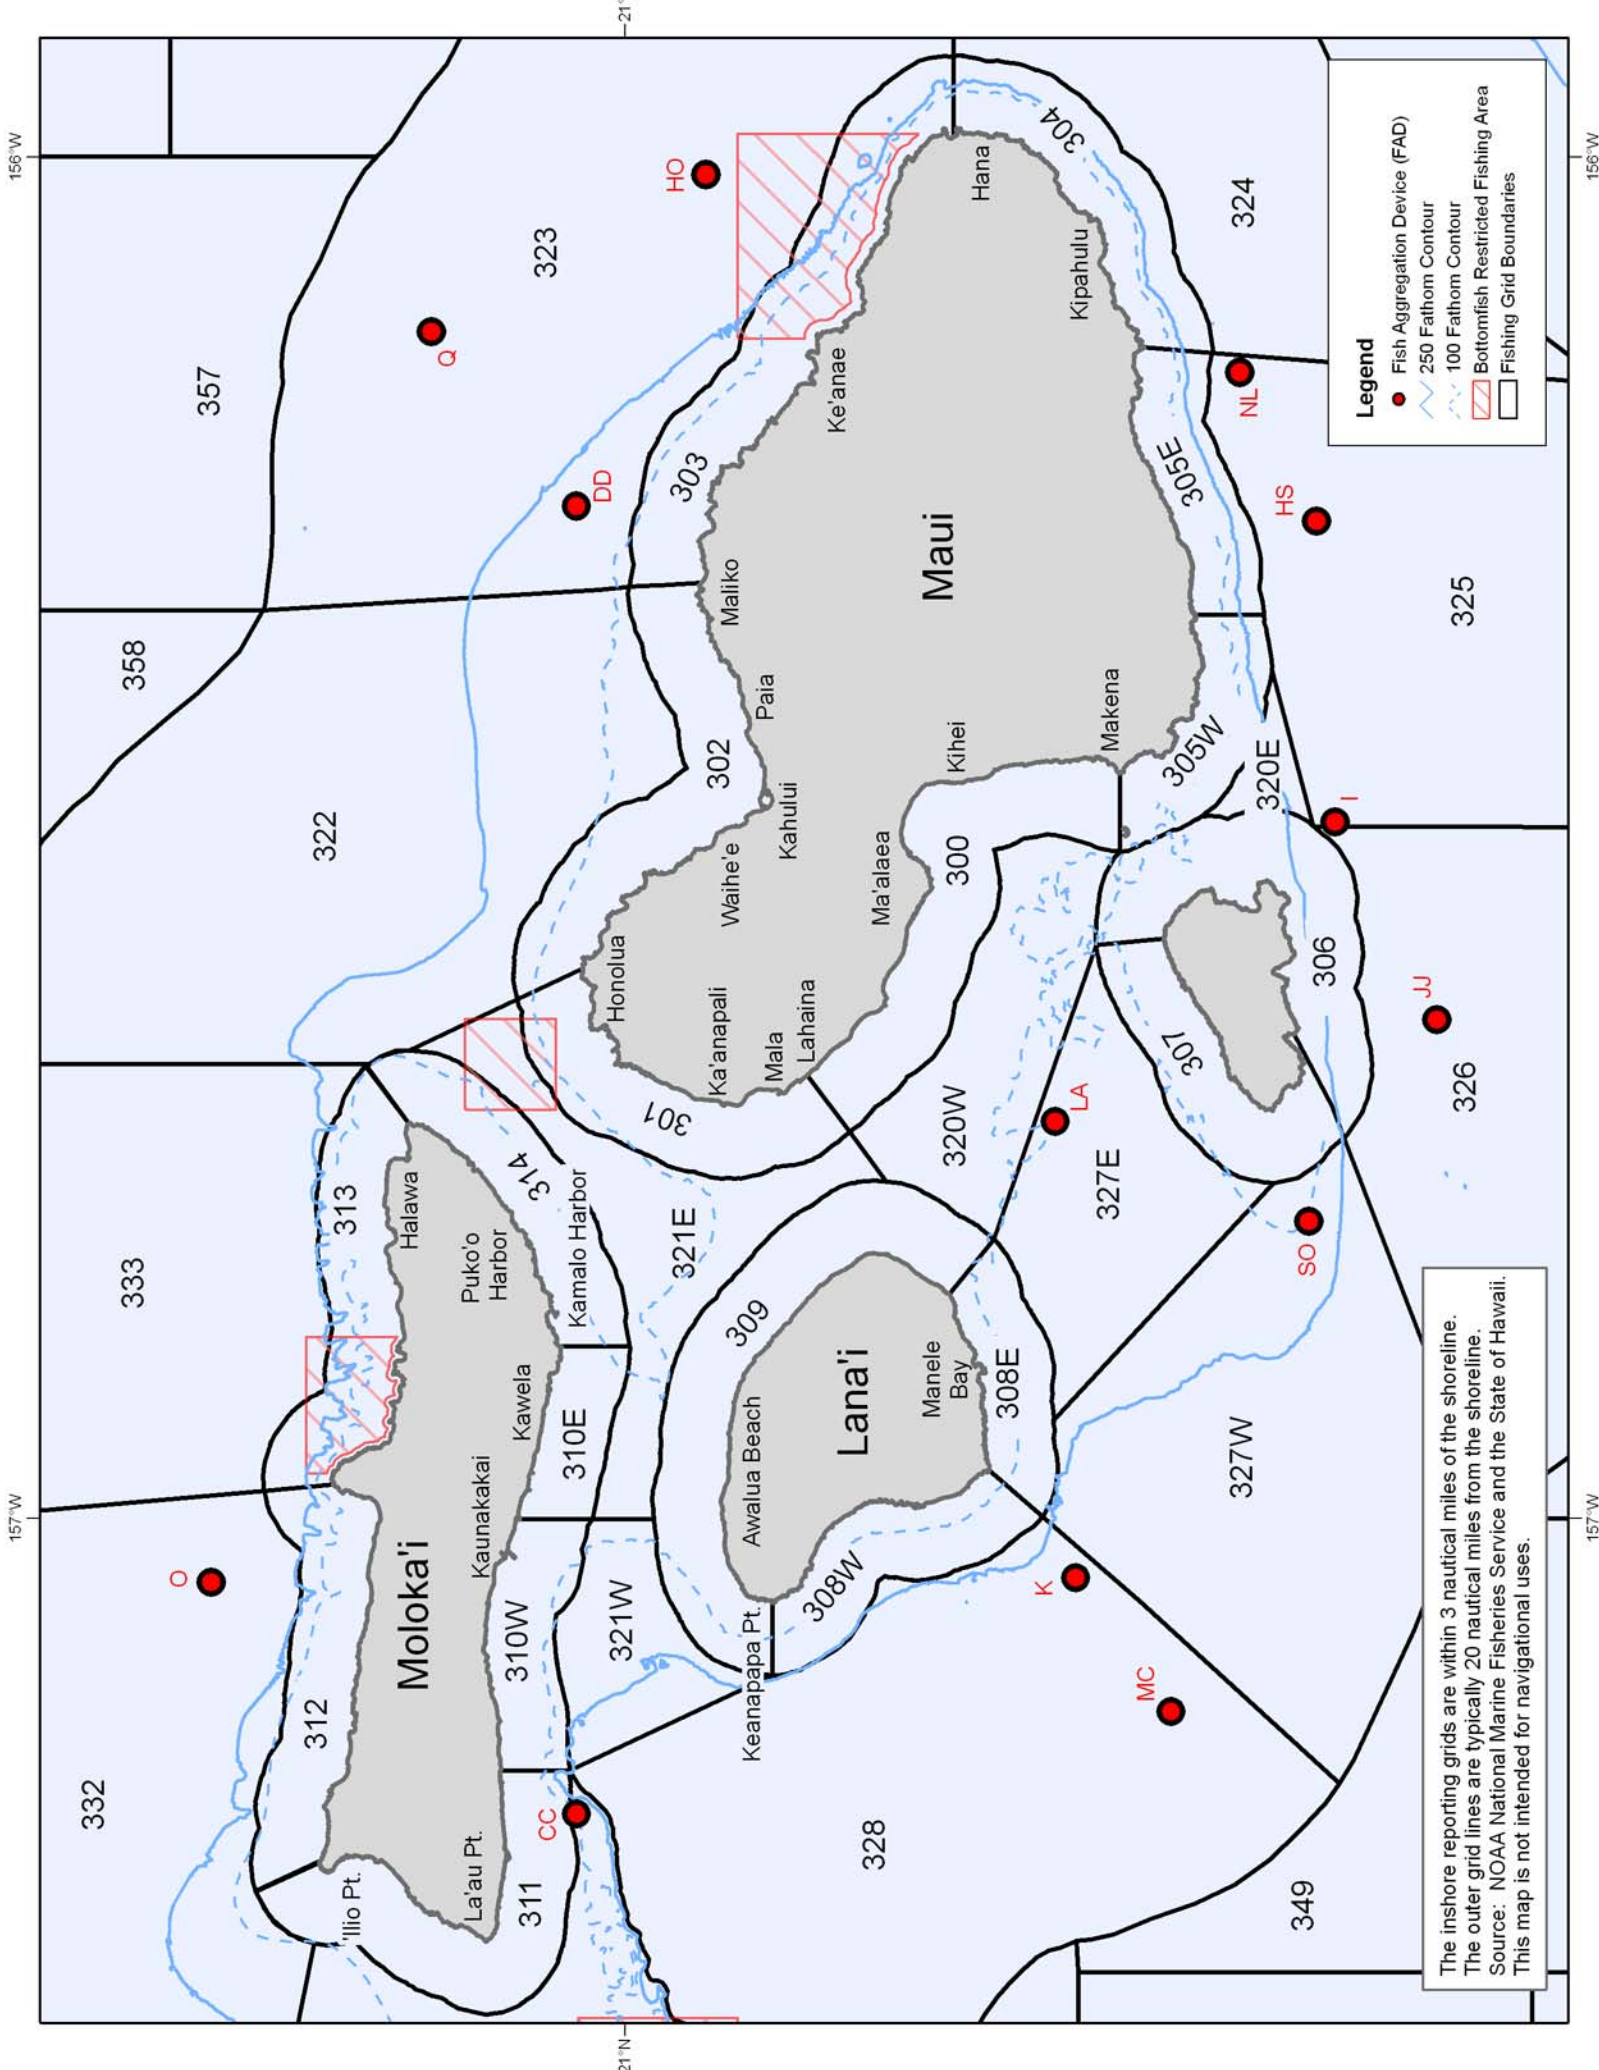 157°W
156°W
21°
21°N
157°W
156°W
332
333
322
358
357
323
O
Q
HO
DD
312
313
314
302
303
304
'Ilio Pt.
La'au Pt.
Moloka'i
Halawa
Puko'o
Harbor
Kamalo Harbor
Kaunakakai
Kawela
311
310W
310E
CC
321W
321E
301
Honolua
Ka'anapali
Mala
Lahaina
Waihe'e
Kahului
Paia
Maliko
Ke'anae
Hana
Kipahulu
Maui
Ma'alaea
Kihei
Makena
300
309
Keanapapa Pt.
Awalua Beach
Lana'i
Manele
Bay
308W
308E
320W
320E
305W
305E
324
325
NL
HS
I
LA
327E
307
306
328
K
MC
327W
SO
JJ
326
349
The inshore reporting grids are within 3 nautical miles of the shoreline.
The outer grid lines are typically 20 nautical miles from the shoreline.
Source: NOAA National Marine Fisheries Service and the State of Hawaii.
This map is not intended for navigational uses.
Legend
Fish Aggregation Device (FAD)
250 Fathom Contour
100 Fathom Contour
Bottomfish Restricted Fishing Area
Fishing Grid Boundaries